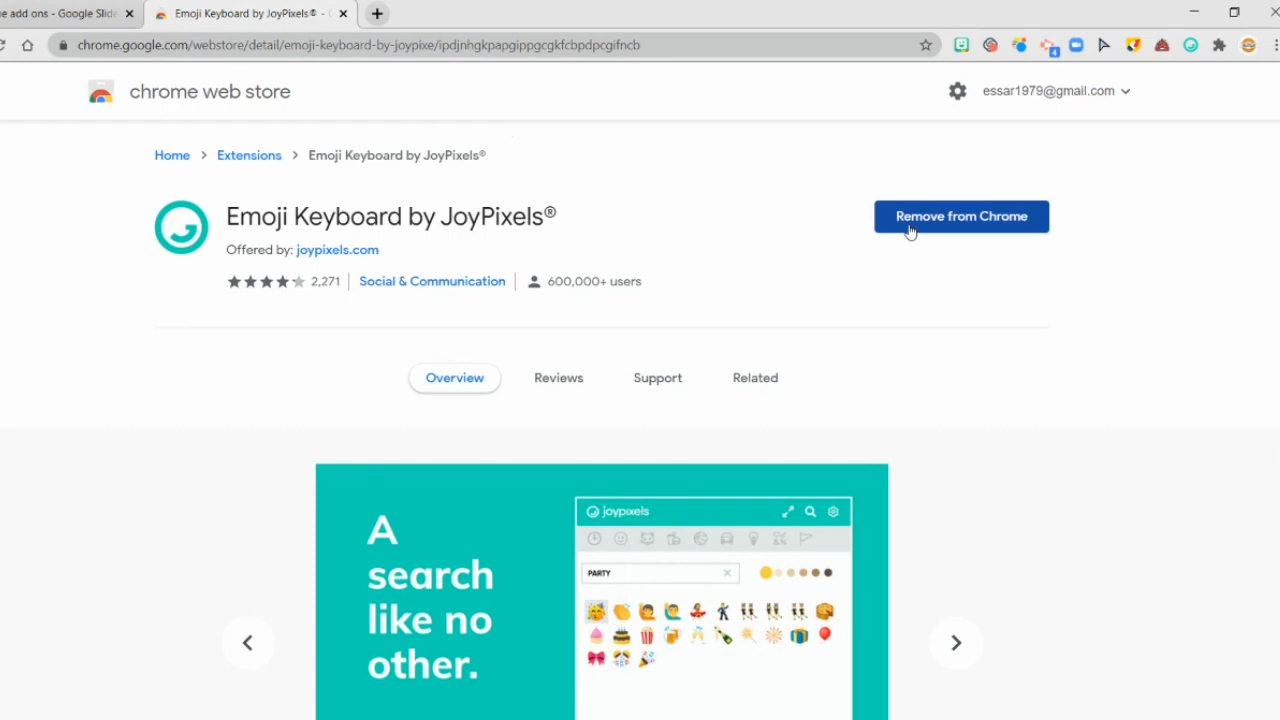 e add ons - Google Slide
Emoji Keyboard by JoyPixels® -
chrome.google.com/webstore/detail/emoji-keyboard-by-joypixe/ipdjnhgkpapgippgcgkfcbpdpcgifncb
4
chrome web store
essar1979@gmail.com
Home > Extensions > Emoji Keyboard by JoyPixels®
Emoji Keyboard by JoyPixels®
Remove from Chrome
Offered by: joypixels.com
2,271
Social & Communication
600,000+ users
Overview
Reviews
Support
Related
A
search
like no
other.
joypixels
PARTY